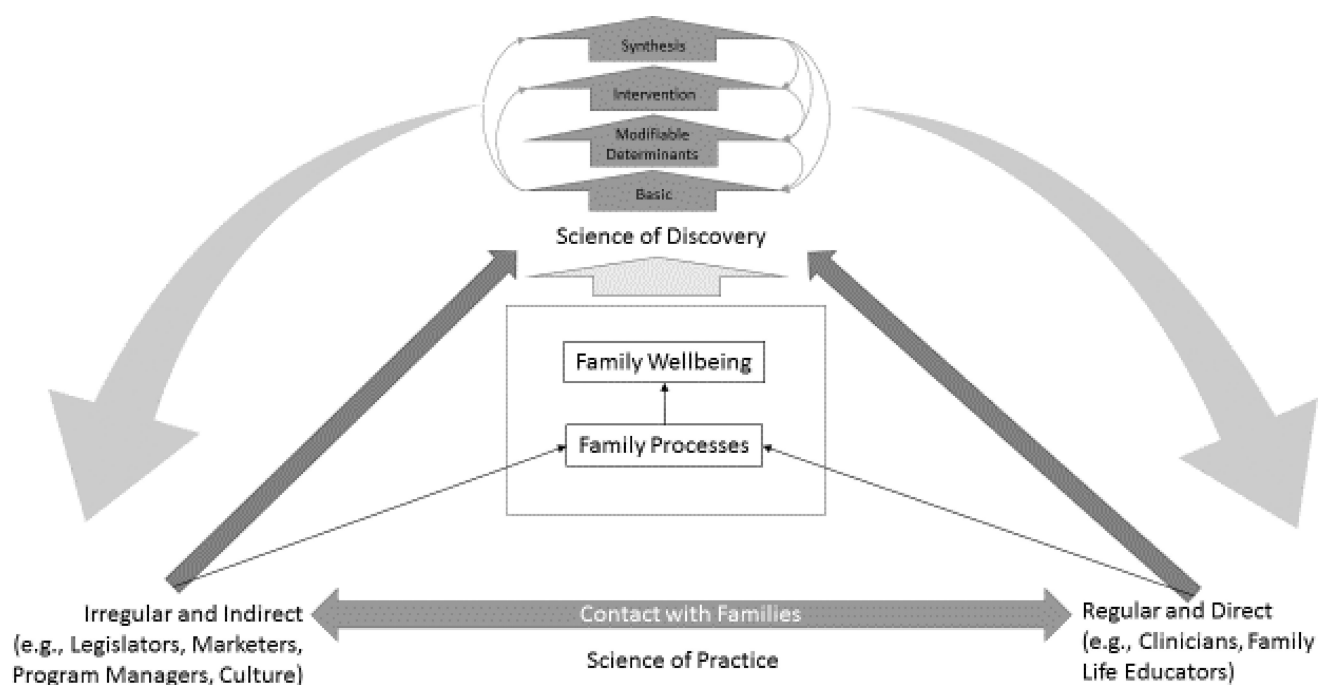 Synthesis
Intervention
Modifiable
Determinants
Basic
Science of Discovery
Family Wellbeing
Family Processes
Irregular and Indirect
(e.g., Legislators, Marketers,
Program Managers, Culture)
Contact with Families
Science of Practice
Regular and Direct
(e.g., Clinicians, Family
Life Educators)